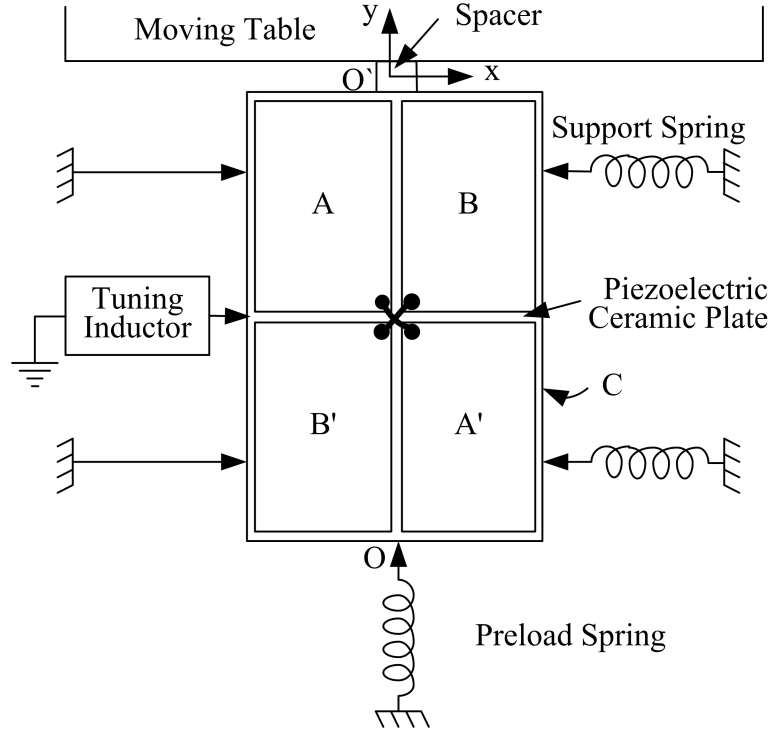 y
Spacer
Moving Table
O`
x
Support Spring
A
B
Tuning
Inductor
Piezoelectric
Ceramic Plate
C
B'
A'
O
Preload Spring